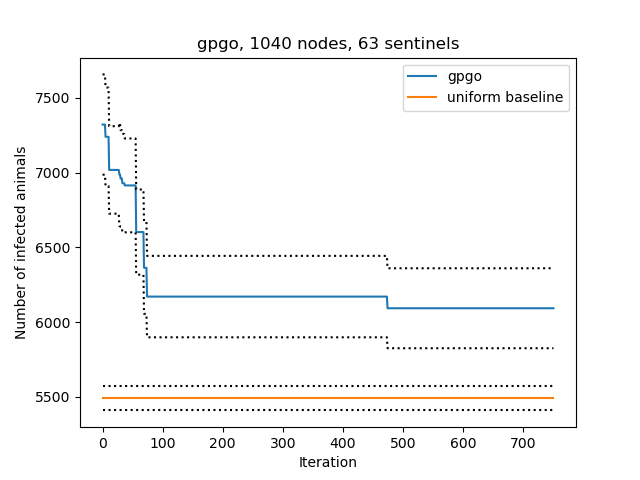 gpgo, 1040 nodes, 63 sentinels
gpgo
uniform baseline
Number of infected animals
7500
7000
6500
6000
5500
0 100 200 300 400 500 600 700
Iteration